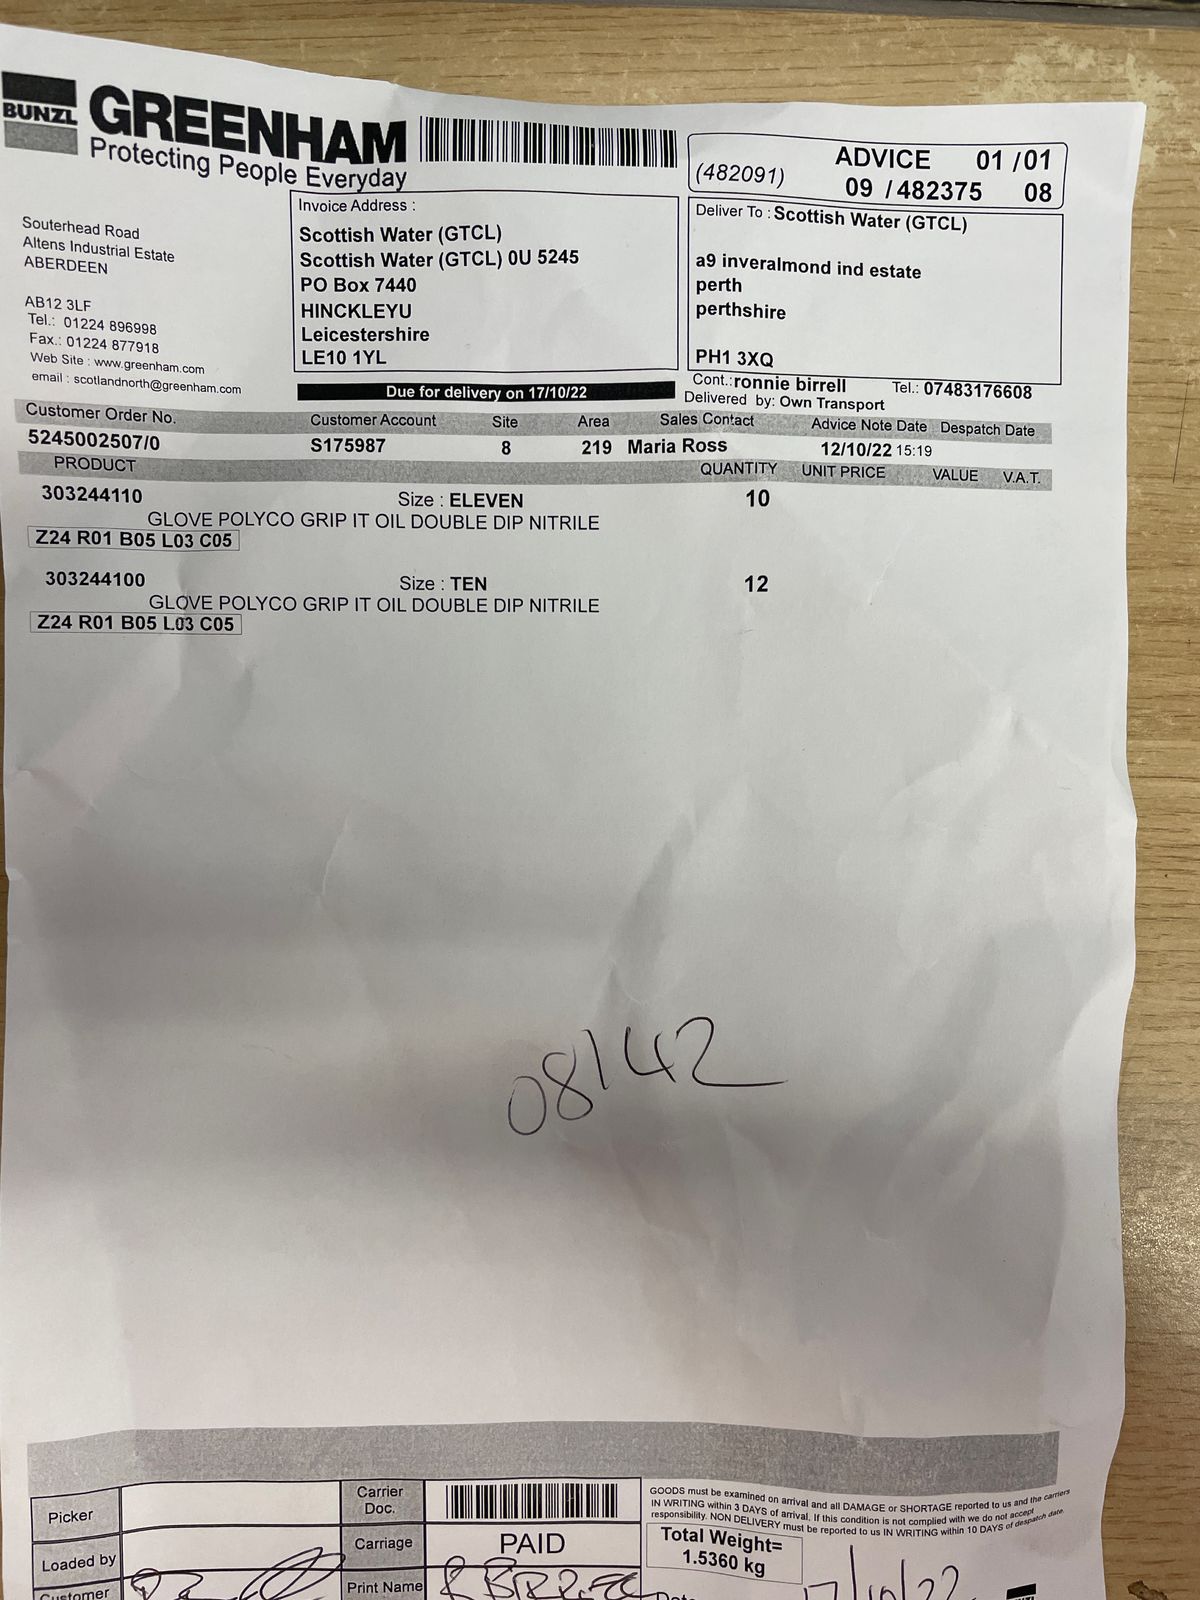 BUNZL
GREENHAM
Protecting People Everyday
(482091)
ADVICE 01 /01
09 / 482375 08
Souterhead Road
Altens Industrial Estate
ABERDEEN
AB12 3LF
Tel.: 01224 896998
Fax.: 01224 877918
Web Site : www.greenham.com
email : scotlandnorth@greenham.com
Invoice Address :
Scottish Water (GTCL)
Scottish Water (GTCL) 0U 5245
PO Box 7440
HINCKLEYU
Leicestershire
LE10 1YL
Deliver To : Scottish Water (GTCL)
a9 inveralmond ind estate
perth
perthshire
PH1 3XQ
Due for delivery on 17/10/22
Cont.: ronnie birrell Tel.: 07483176608
Delivered by: Own Transport
Customer Order No. Customer Account Site Area Sales Contact Advice Note Date Despatch Date
5245002507/0 S175987 8 219 Maria Ross 12/10/22 15:19
PRODUCT QUANTITY UNIT PRICE VALUE V.A.T.
303244110 Size : ELEVEN 10
GLOVE POLYCO GRIP IT OIL DOUBLE DIP NITRILE
Z24 R01 B05 L03 C05
303244100 Size : TEN 12
GLOVE POLYCO GRIP IT OIL DOUBLE DIP NITRILE
Z24 R01 B05 L03 C05
08142
Picker
Carrier
Doc.
Loaded by
Carriage PAID
Customer
Print Name
GOODS must be examined on arrival and all DAMAGE or SHORTAGE reported to us and the carriers
IN WRITING within 3 DAYS of arrival. If this condition is not complied with we do not accept
responsibility. NON DELIVERY must be reported to us IN WRITING within 10 DAYS of despatch date.
Total Weight=
1.5360 kg
Date 17/10/22
BUNZL